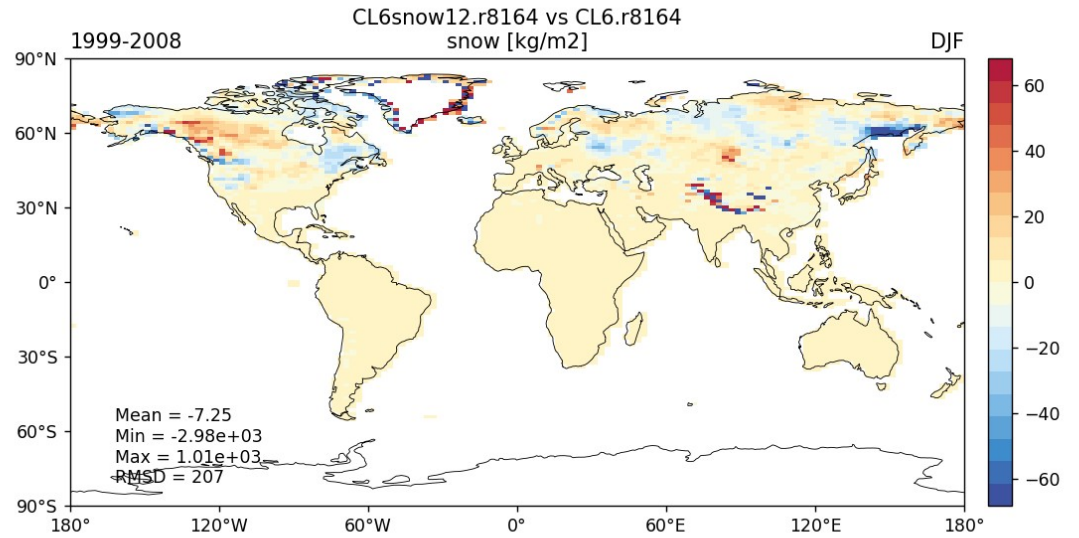 CL6snow12.r8164 vs CL6.r8164
1999-2008 snow [kg/m2] DJF
90°N
60°N
30°N
0°
30°S
60°S
90°S
180° 120°W 60°W 0° 60°E 120°E 180°
Mean = -7.25
Min = -2.98e+03
Max = 1.01e+03
RMSD = 207
60
40
20
0
−20
−40
−60